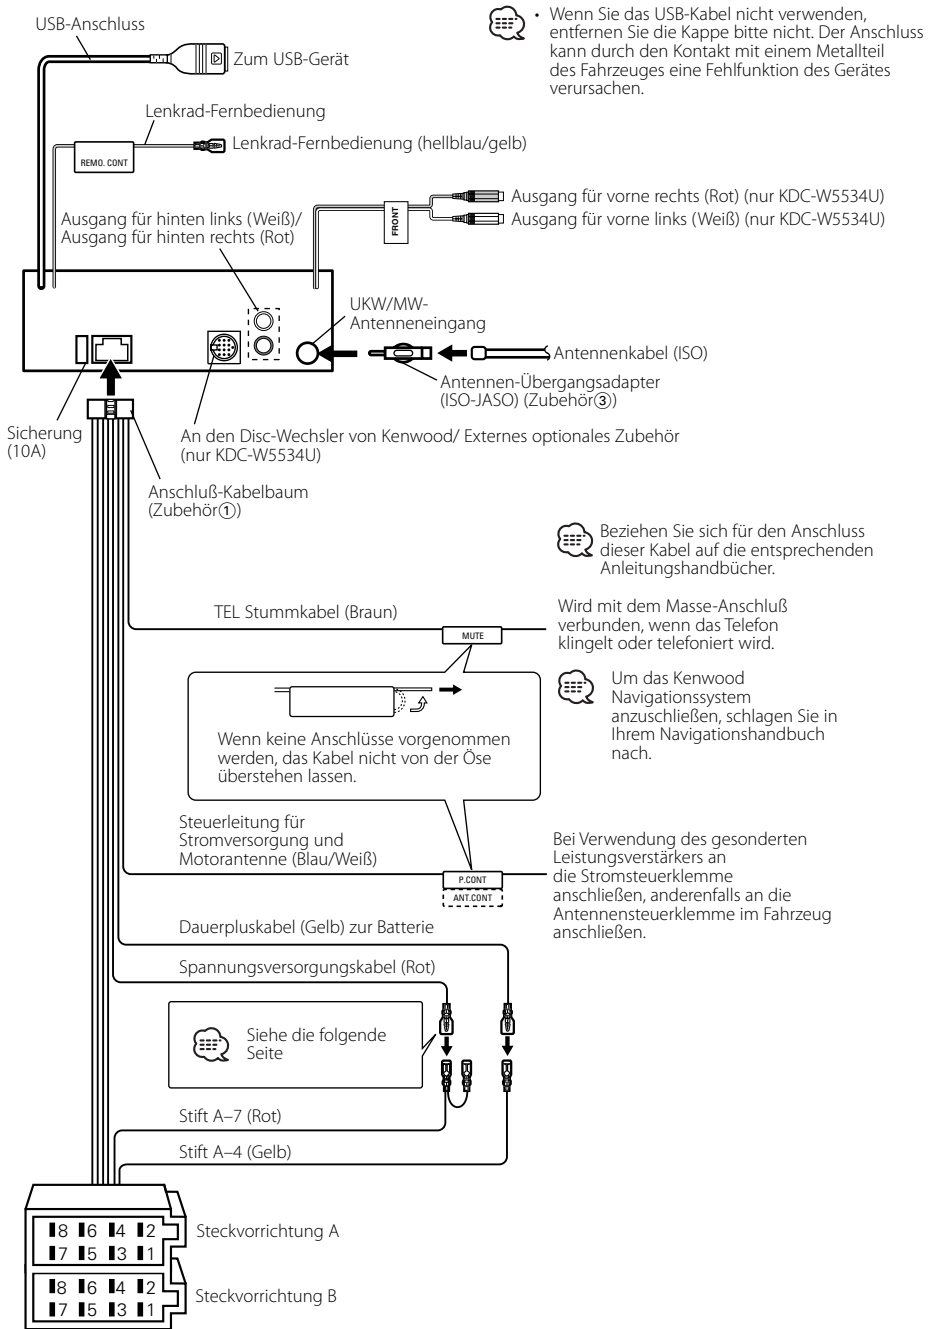 USB-Anschluss
Zum USB-Gerät
• Wenn Sie das USB-Kabel nicht verwenden,
entfernen Sie die Kappe bitte nicht. Der Anschluss
kann durch den Kontakt mit einem Metallteil
des Fahrzeuges eine Fehlfunktion des Gerätes
verursachen.
Lenkrad-Fernbedienung
REMO. CONT
Lenkrad-Fernbedienung (hellblau/gelb)
FRONT
Ausgang für vorne rechts (Rot) (nur KDC-W5534U)
Ausgang für vorne links (Weiß) (nur KDC-W5534U)
Ausgang für hinten links (Weiß)/
Ausgang für hinten rechts (Rot)
UKW/MW-
Antenneneingang
Antennenkabel (ISO)
Antennen-Übergangsadapter
(ISO-JASO) (Zubehör③)
Sicherung
(10A)
An den Disc-Wechsler von Kenwood/ Externes optionales Zubehör
(nur KDC-W5534U)
Anschluß-Kabelbaum
(Zubehör①)
Beziehen Sie sich für den Anschluss
dieser Kabel auf die entsprechenden
Anleitungshandbücher.
TEL Stummkabel (Braun)
MUTE
Wird mit dem Masse-Anschluß
verbunden, wenn das Telefon
klingelt oder telefoniert wird.
Um das Kenwood
Navigationssystem
anzuschließen, schlagen Sie in
Ihrem Navigationshandbuch
nach.
Wenn keine Anschlüsse vorgenommen
werden, das Kabel nicht von der Öse
überstehen lassen.
Steuerleitung für
Stromversorgung und
Motorantenne (Blau/Weiß)
P.CONT
ANT.CONT
Bei Verwendung des gesonderten
Leistungsverstärkers an
die Stromsteuerklemme
anschließen, anderenfalls an die
Antennensteuerklemme im Fahrzeug
anschließen.
Dauerpluskabel (Gelb) zur Batterie
Spannungsversorgungskabel (Rot)
Siehe die folgende
Seite
Stift A–7 (Rot)
Stift A–4 (Gelb)
8 6 4 2
7 5 3 1
Steckvorrichtung A
8 6 4 2
7 5 3 1
Steckvorrichtung B